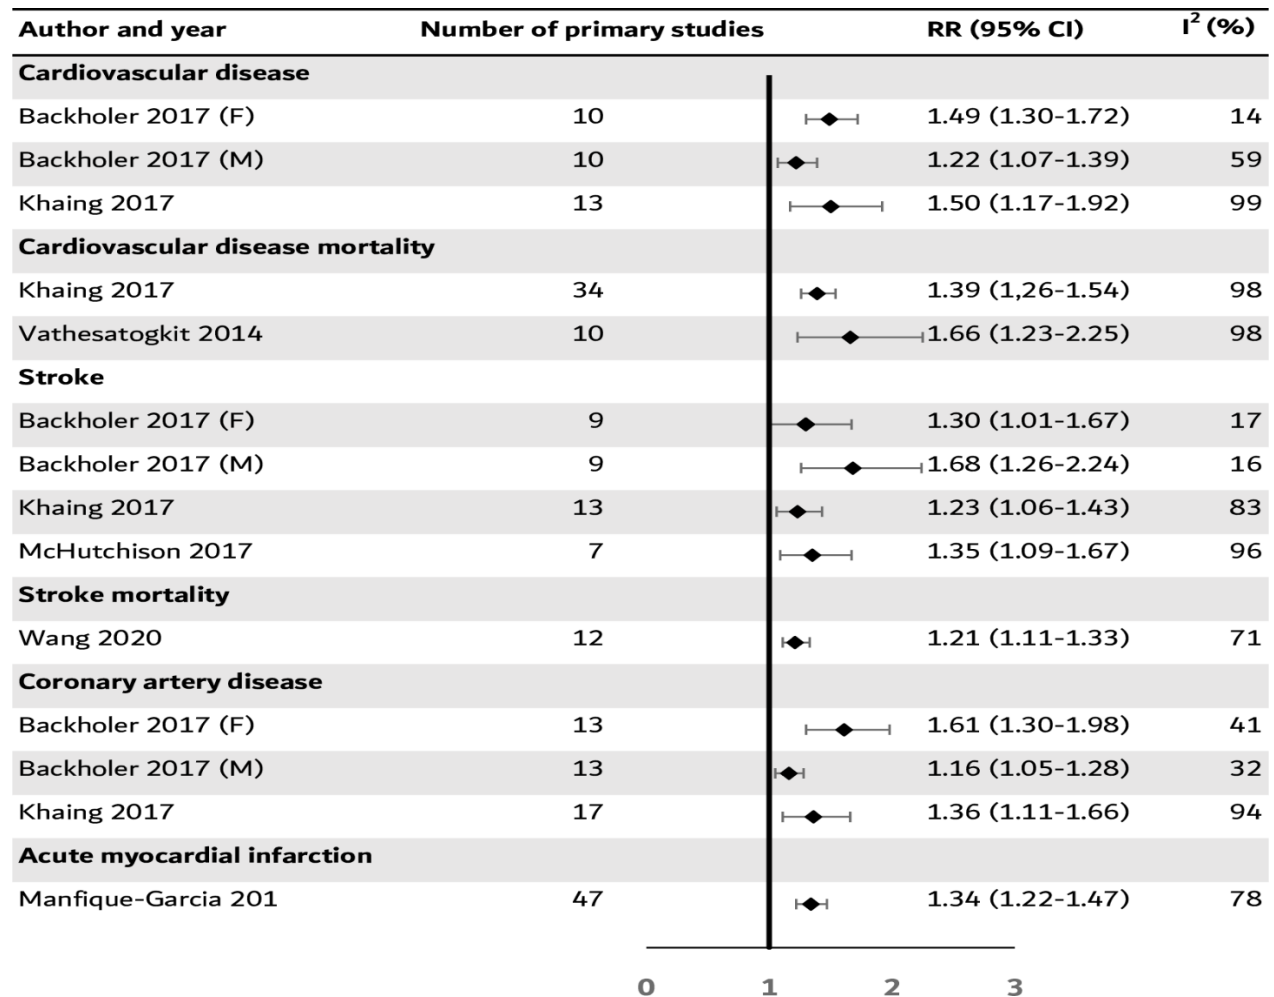 Author and year Number of primary studies RR (95% CI) I² (%)
Cardiovascular disease
Backholer 2017 (F) 10 1.49 (1.30-1.72) 14
Backholer 2017 (M) 10 1.22 (1.07-1.39) 59
Khaing 2017 13 1.50 (1.17-1.92) 99
Cardiovascular disease mortality
Khaing 2017 34 1.39 (1,26-1.54) 98
Vathesatogkit 2014 10 1.66 (1.23-2.25) 98
Stroke
Backholer 2017 (F) 9 1.30 (1.01-1.67) 17
Backholer 2017 (M) 9 1.68 (1.26-2.24) 16
Khaing 2017 13 1.23 (1.06-1.43) 83
McHutchison 2017 7 1.35 (1.09-1.67) 96
Stroke mortality
Wang 2020 12 1.21 (1.11-1.33) 71
Coronary artery disease
Backholer 2017 (F) 13 1.61 (1.30-1.98) 41
Backholer 2017 (M) 13 1.16 (1.05-1.28) 32
Khaing 2017 17 1.36 (1.11-1.66) 94
Acute myocardial infarction
Manfique-Garcia 201 47 1.34 (1.22-1.47) 78
0 1 2 3